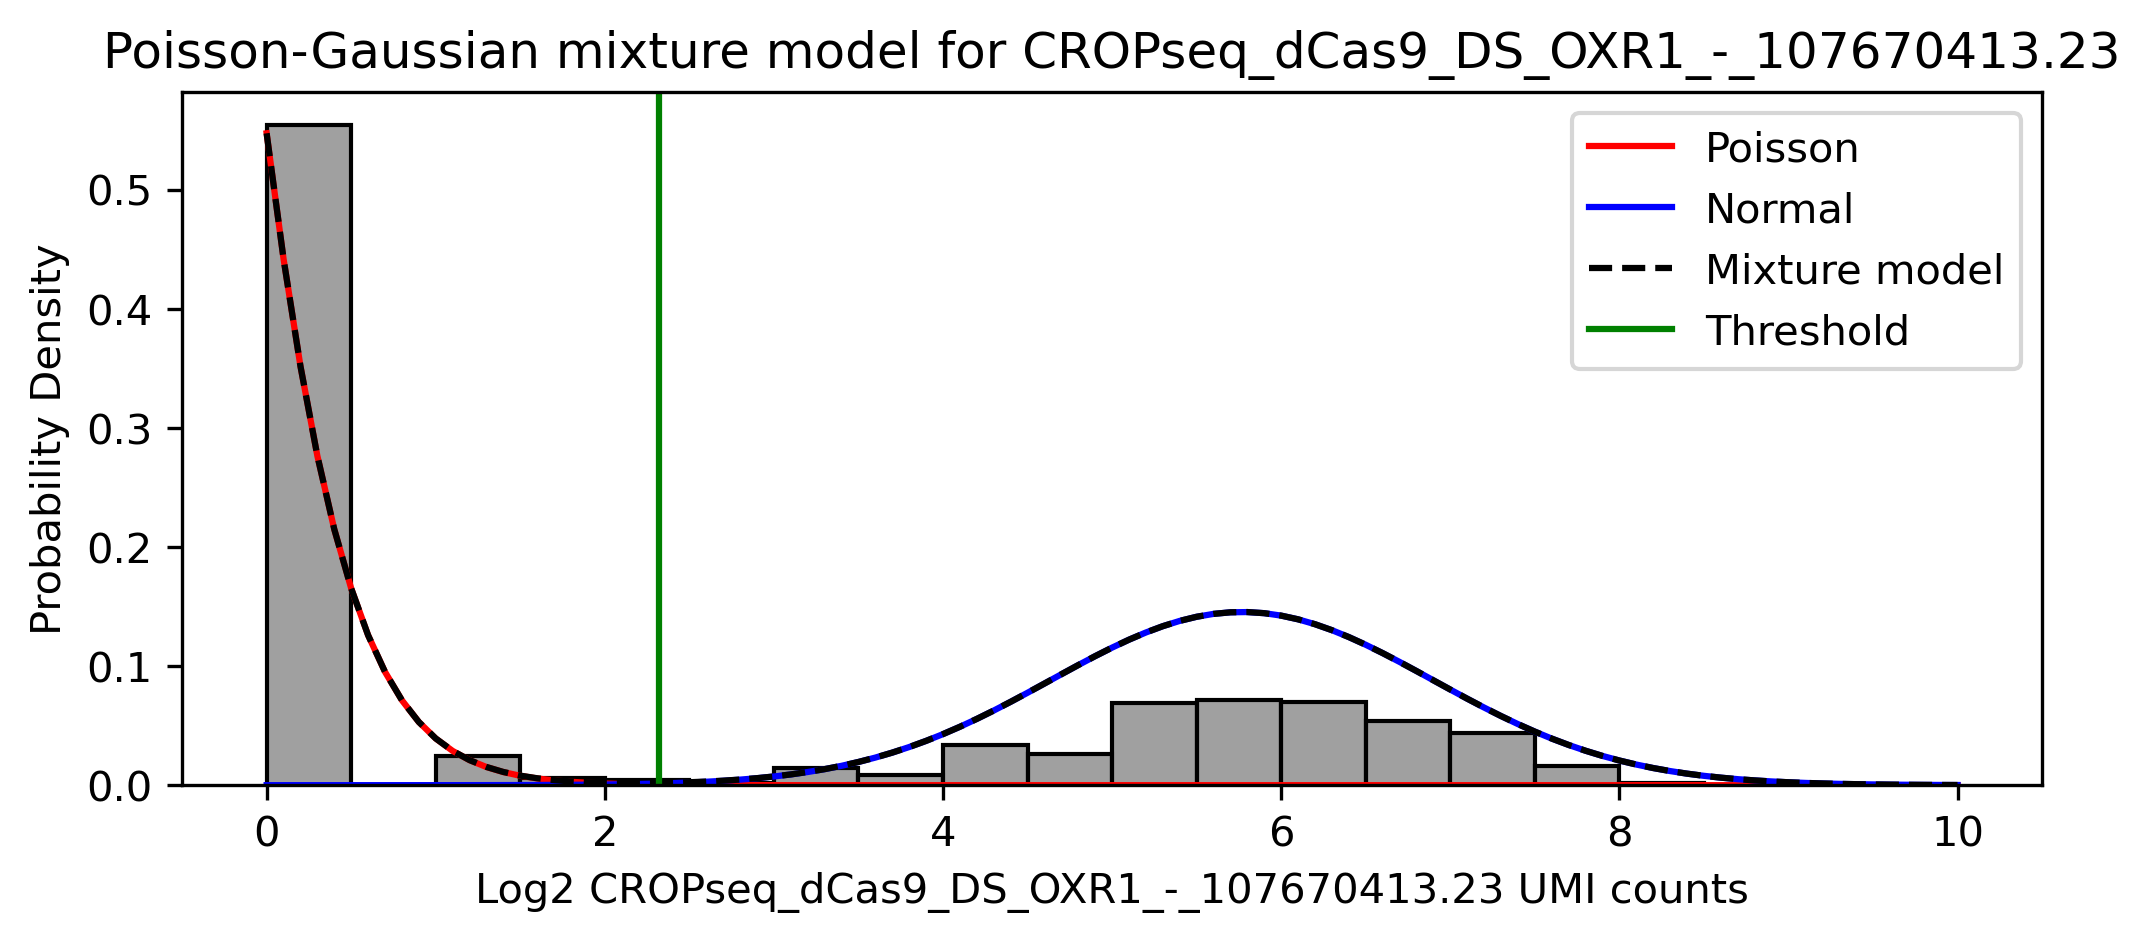 Poisson-Gaussian mixture model for CROPseq_dCas9_DS_OXR1_-_107670413.23
Poisson
Normal
Mixture model
Threshold
Probability Density
0.5
0.4
0.3
0.2
0.1
0.0
0 2 4 6 8 10
Log2 CROPseq_dCas9_DS_OXR1_-_107670413.23 UMI counts